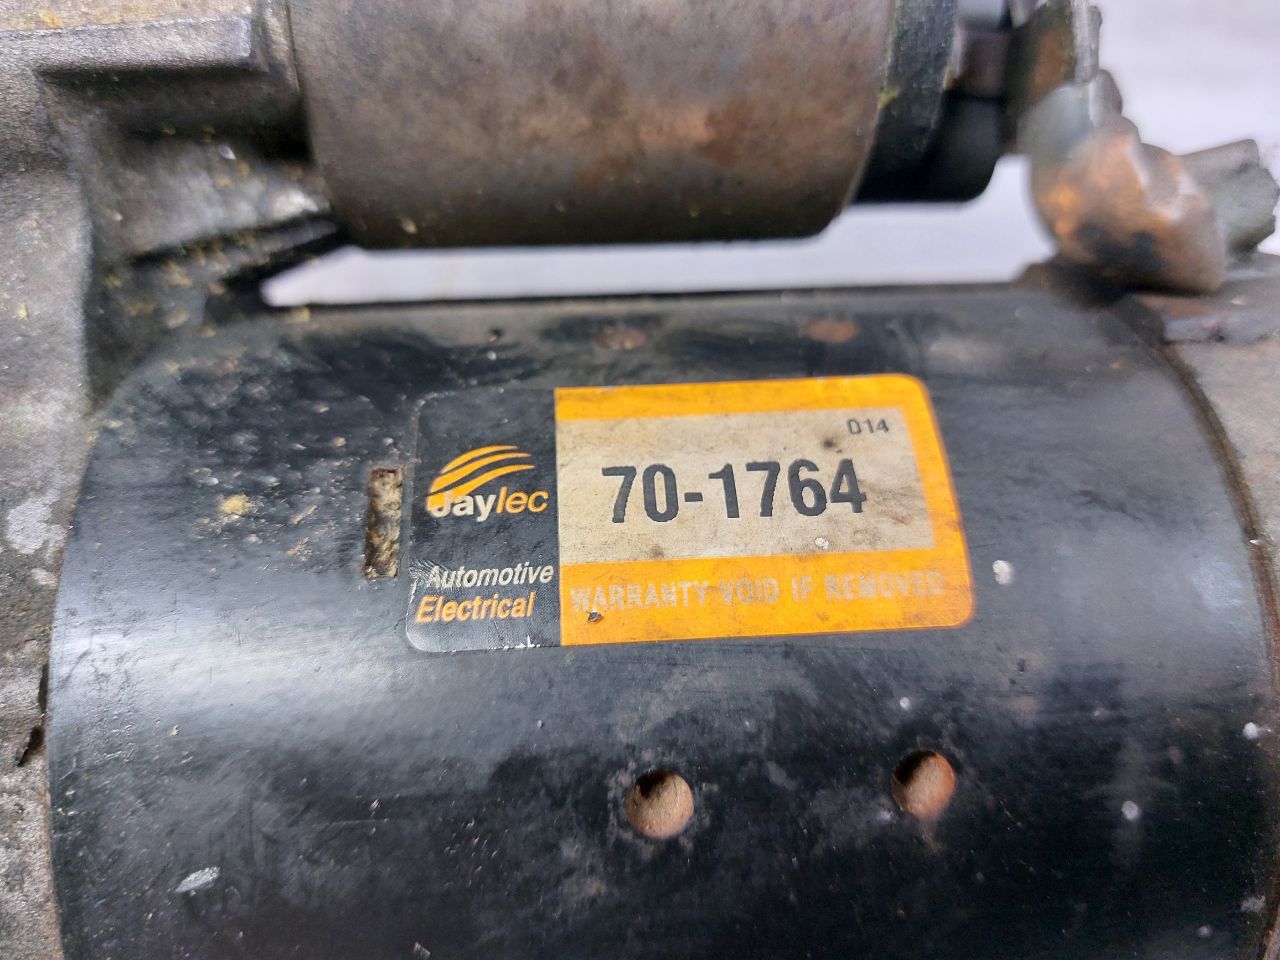 014
70-1764
Jaylec
Automotive
Electrical
WARRANTY VOID IF REMOVED